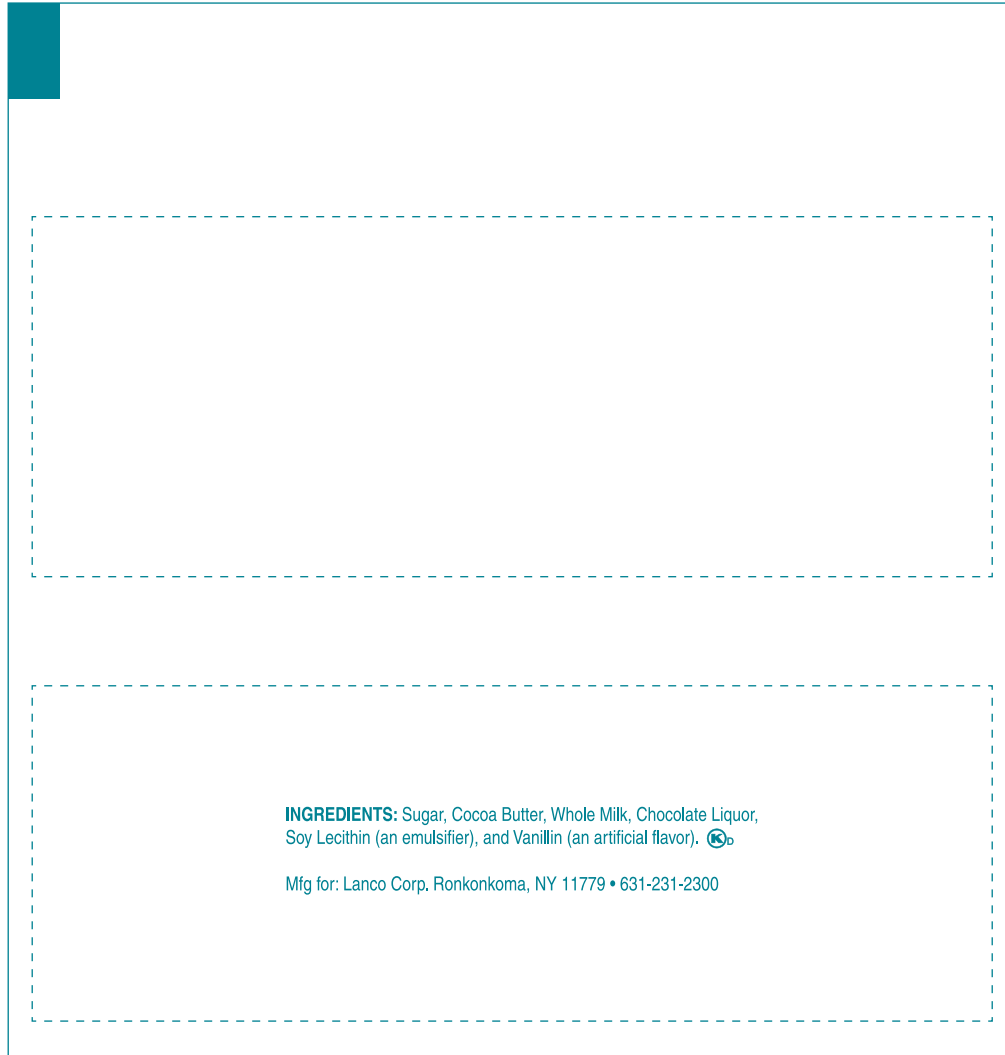 INGREDIENTS: Sugar, Cocoa Butter, Whole Milk, Chocolate Liquor,
Soy Lecithin (an emulsifier), and Vanillin (an artificial flavor). K D
Mfg for: Lanco Corp. Ronkonkoma, NY 11779 • 631-231-2300